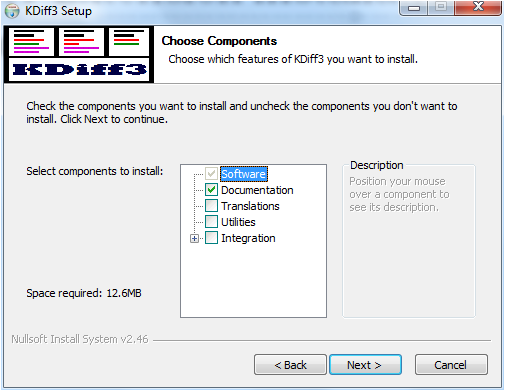 KDiff3 Setup
KDiff3
Choose Components
Choose which features of KDiff3 you want to install.
Check the components you want to install and uncheck the components you don't want to
install. Click Next to continue.
Select components to install:
Software
Documentation
Translations
Utilities
Integration
Description
Position your mouse
over a component to
see its description.
Space required: 12.6MB
Nullsoft Install System v2.46
< Back
Next >
Cancel